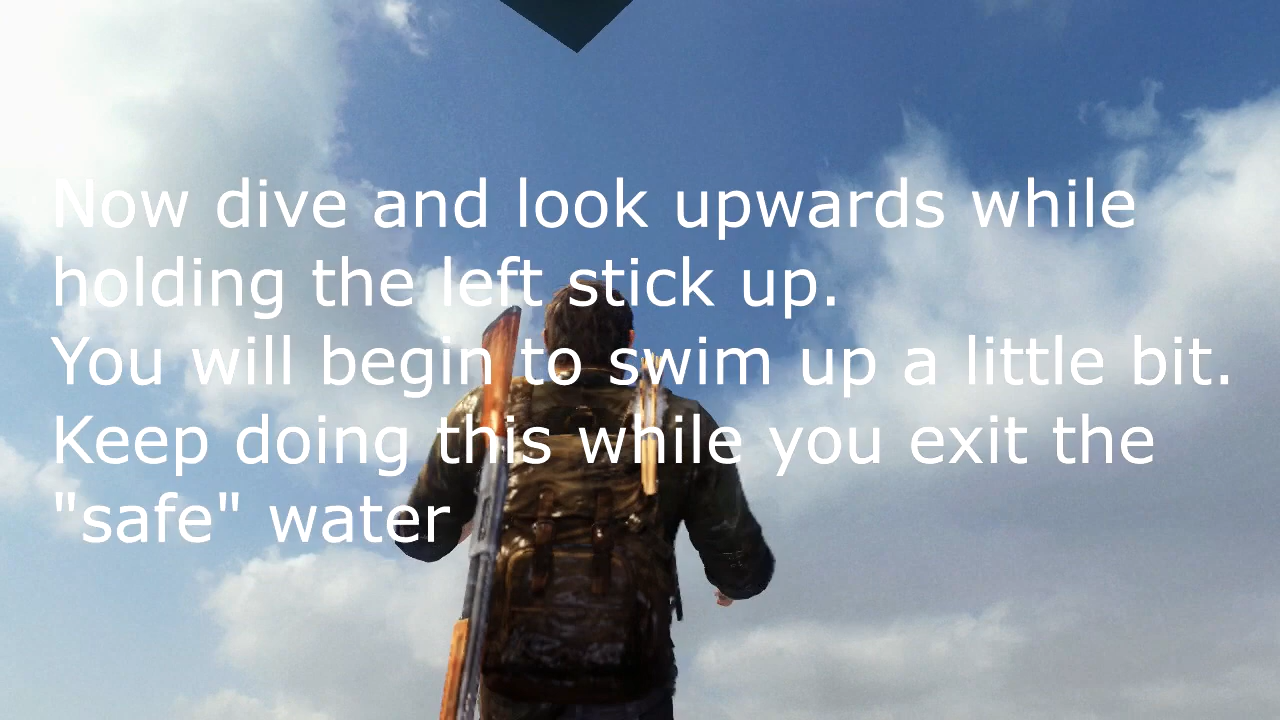 Now dive and look upwards while
holding the left stick up.
You will begin to swim up a little bit.
Keep doing this while you exit the
"safe" water